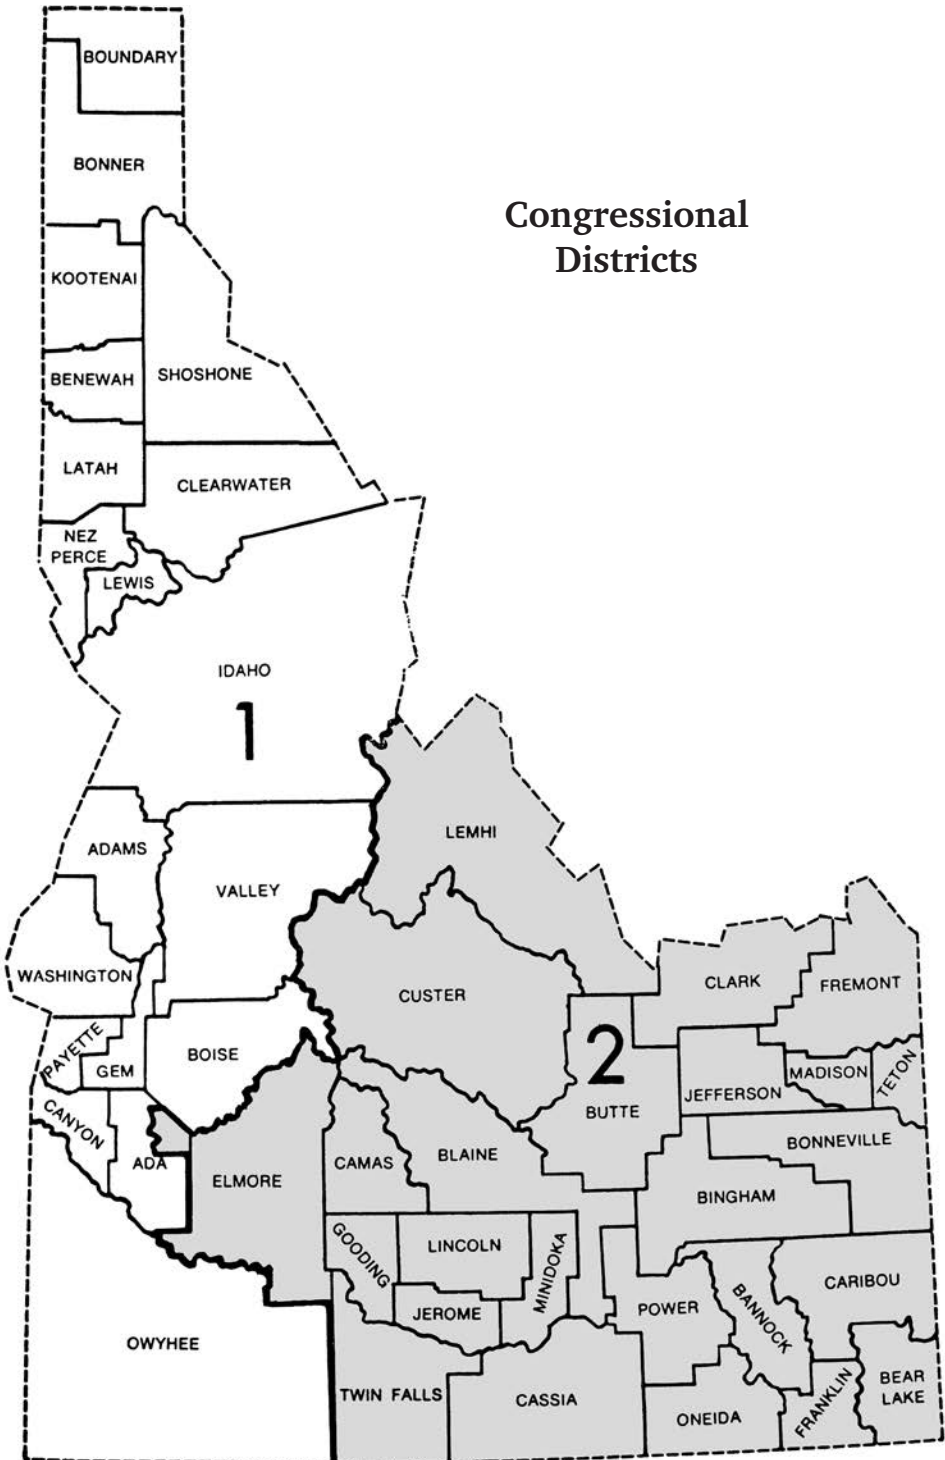 Congressional
Districts
BOUNDARY
BONNER
KOOTENAI
BENEWAH
SHOSHONE
LATAH
CLEARWATER
NEZ
PERCE
LEWIS
IDAHO
1
LEMHI
ADAMS
VALLEY
WASHINGTON
CUSTER
CLARK
FREMONT
PAYETTE
GEM
BOISE
2
MADISON
TETON
JEFFERSON
BUTTE
CANYON
ADA
ELMORE
CAMAS
BLAINE
BONNEVILLE
BINGHAM
GOODING
LINCOLN
MINIDOKA
JEROME
POWER
BANNOCK
CARIBOU
OWYHEE
TWIN FALLS
CASSIA
ONEIDA
FRANKLIN
BEAR
LAKE